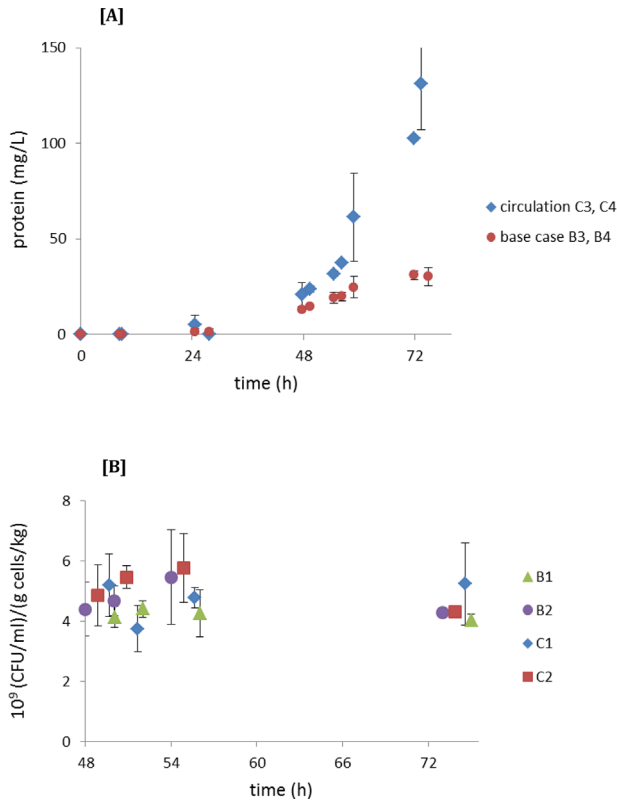 [A]
150
100
50
0
protein (mg/L)
0 24 48 72
time (h)
circulation C3, C4
base case B3, B4
[B]
8
6
4
2
0
10⁹ (CFU/ml)/(g cells/kg)
48 54 60 66 72
time (h)
B1
B2
C1
C2